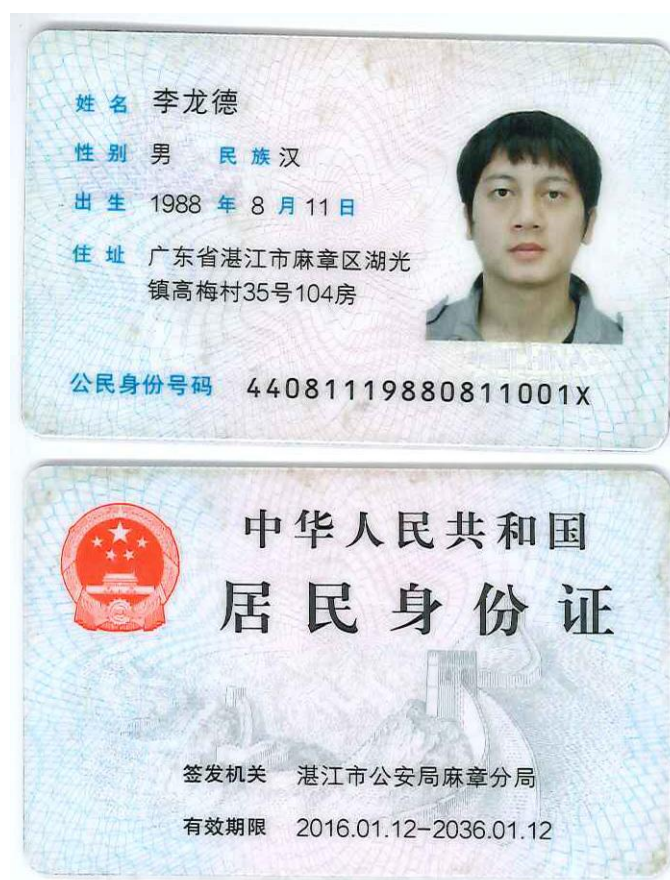 姓名 李龙德
性别 男 民族 汉
出生 1988 年 8 月 11 日
住址 广东省湛江市麻章区湖光
镇高梅村35号104房
公民身份号码 44081119880811001X
中华人民共和国
居民身份证
签发机关 湛江市公安局麻章分局
有效期限 2016.01.12-2036.01.12